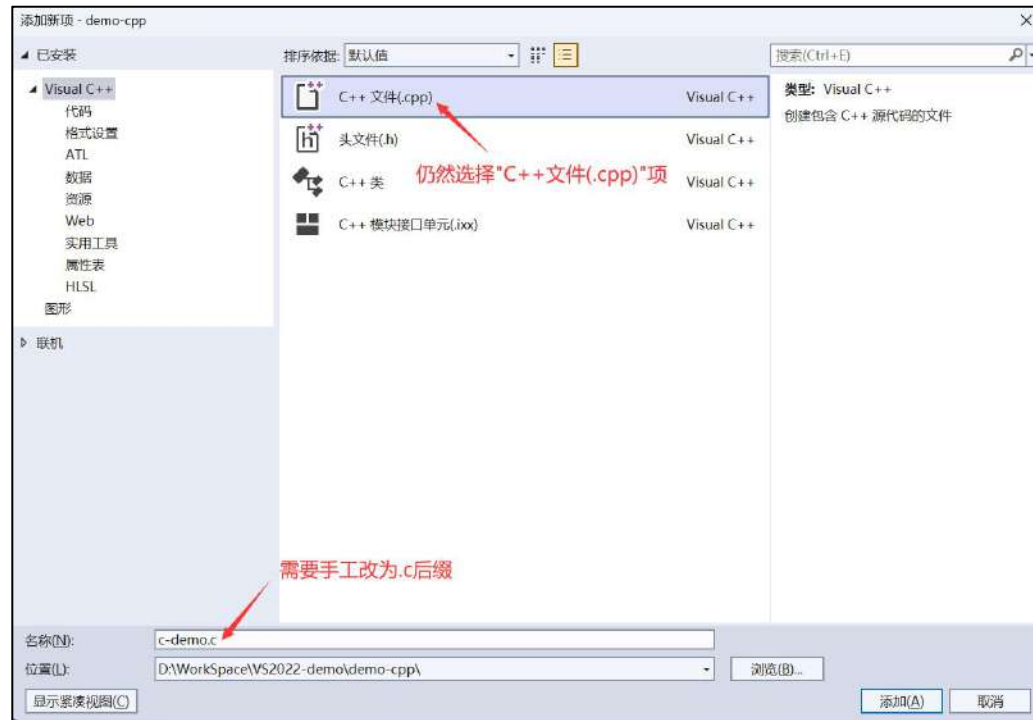 添加新项 - demo-cpp
已安装
排序依据: 默认值
搜索(Ctrl+E)
Visual C++
代码
格式设置
ATL
数据
资源
Web
实用工具
属性表
HLSL
图形
联机
C++ 文件(.cpp) Visual C++
头文件(.h) Visual C++
C++ 类 Visual C++
C++ 模块接口单元(.ixx) Visual C++
仍然选择"C++文件(.cpp)"项
类型: Visual C++
创建包含 C++ 源代码的文件
需要手工改为.c后缀
名称(N): c-demo.c
位置(L): D:\WorkSpace\VS2022-demo\demo-cpp\ 浏览(B)...
显示紧凑视图(C) 添加(A) 取消